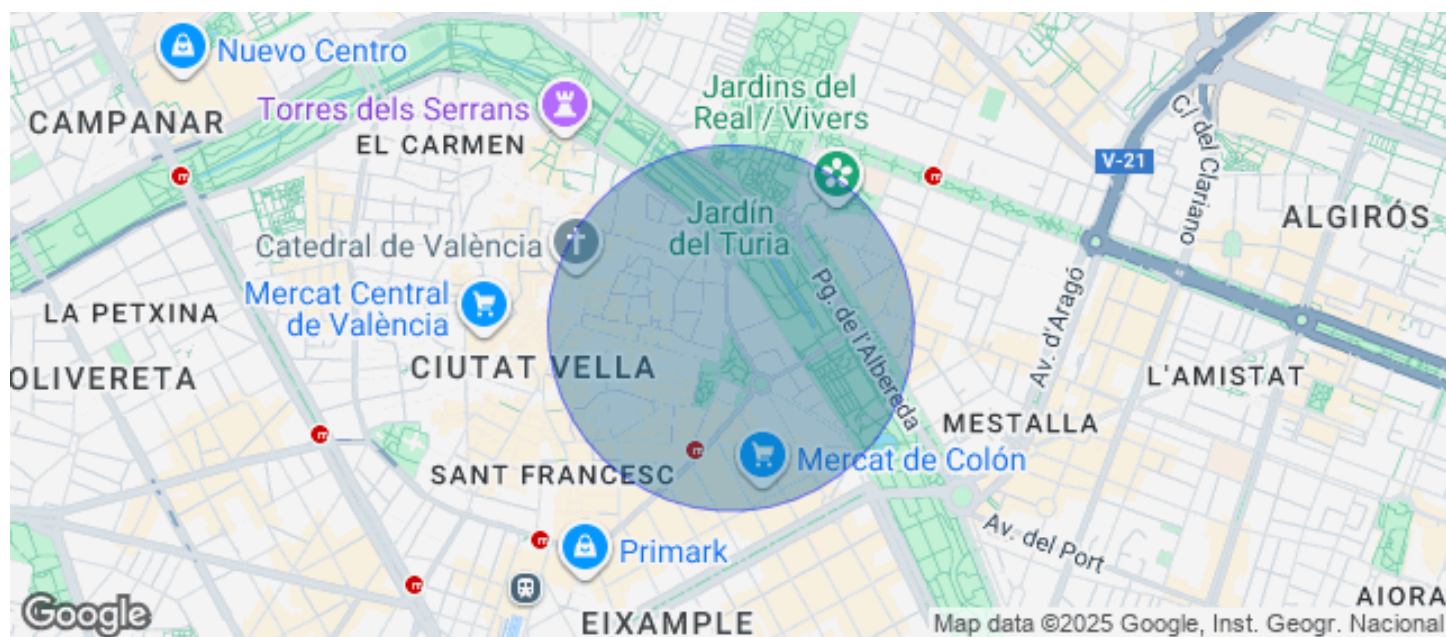 Nuevo Centro
CAMPANAR
Torres dels Serrans
EL CARMEN
Jardins del
Real / Vivers
V-21
C/ del Clariano
ALGIRÓS
Jardín
del Turia
Catedral de València
Mercat Central
de València
LA PETXINA
OLIVERETA
CIUTAT VELLA
Pg. de l'Albereda
Av. d'Aragó
L'AMISTAT
MESTALLA
Mercat de Colón
SANT FRANCESC
Av. del Port
Primark
EIXAMPLE
AIORA
Google
Map data ©2025 Google, Inst. Geogr. Nacional